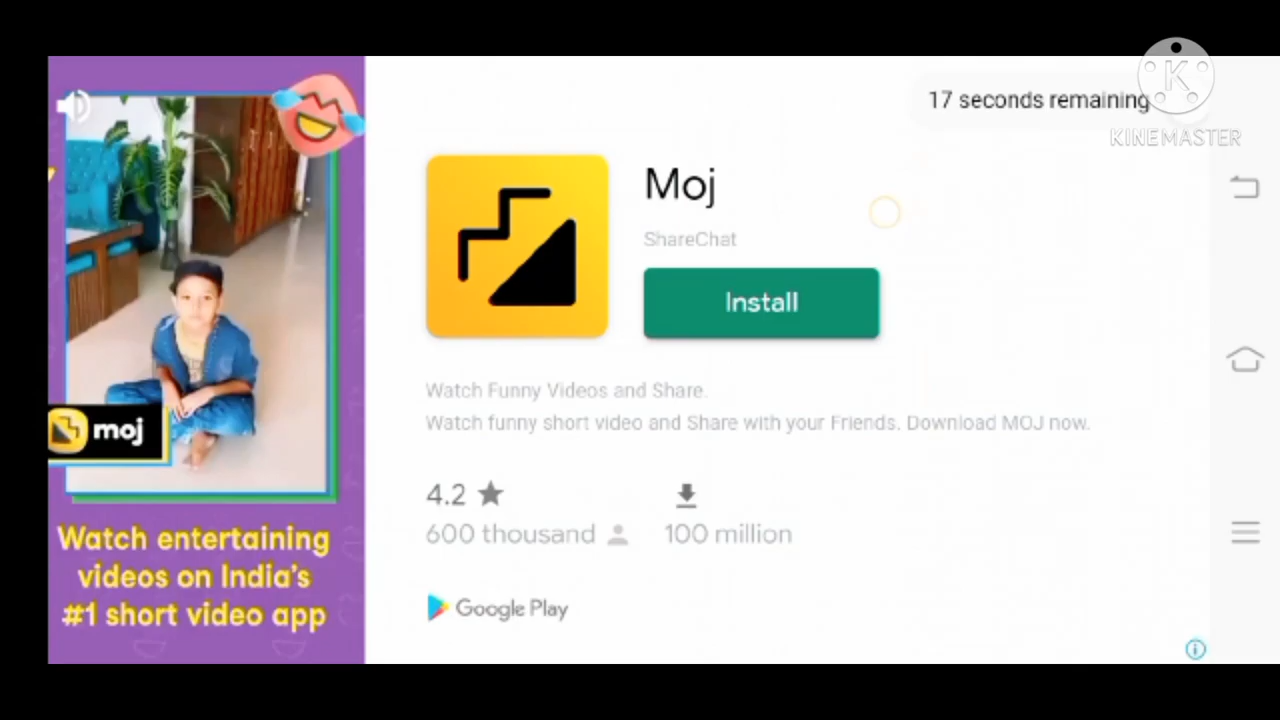 17 seconds remaining
K
KINEMASTER
Moj
ShareChat
Install
Watch Funny Videos and Share.
Watch funny short video and Share with your Friends. Download MOJ now.
4.2
600 thousand
100 million
Google Play
moj
Watch entertaining
videos on India's
#1 short video app